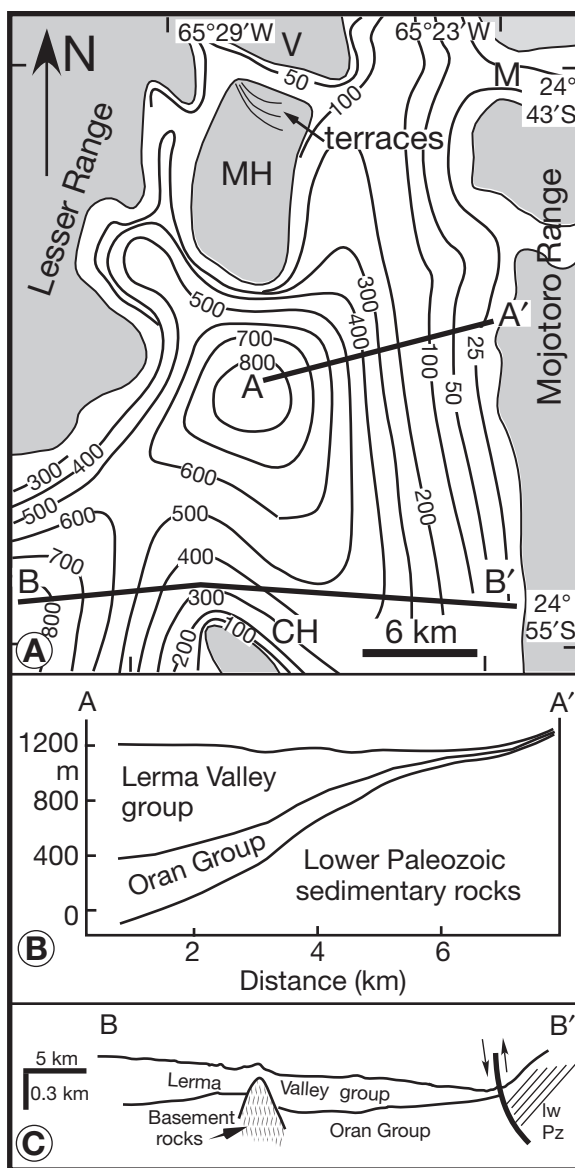 65°29′W
65°23′W
N
V
50
100
M
24°
43′S
terraces
MH
Lesser Range
Mojotoro Range
500
300
400
700
800
A
A′
25
50
100
200
300
400
500
600
600
500
700
400
B
B′
800
300
200
100
CH
6 km
24°
55′S
A
A
A′
1200
m
800
400
0
Lerma Valley
group
Oran Group
Lower Paleozoic
sedimentary rocks
2
4
6
Distance (km)
B
B
B′
5 km
0.3 km
Lerma
Valley group
Basement
rocks
Oran Group
lw
Pz
C